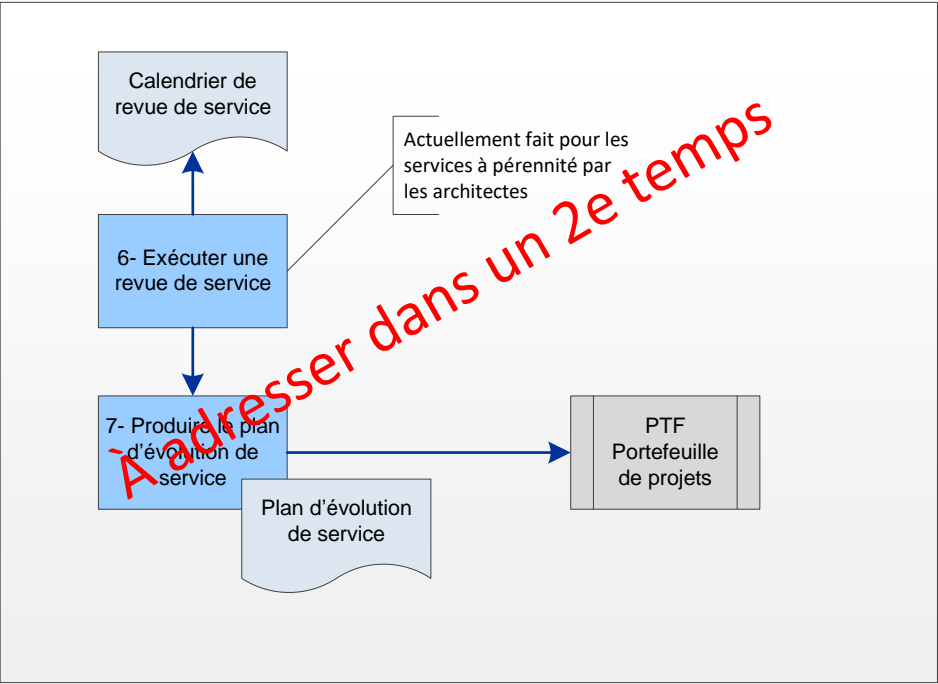 Calendrier de
revue de service
Actuellement fait pour les
services à pérennité par
les architectes
6- Exécuter une
revue de service
À adresser dans un 2e temps
7- Produire le plan
d'évolution de
service
PTF
Portefeuille
de projets
Plan d'évolution
de service